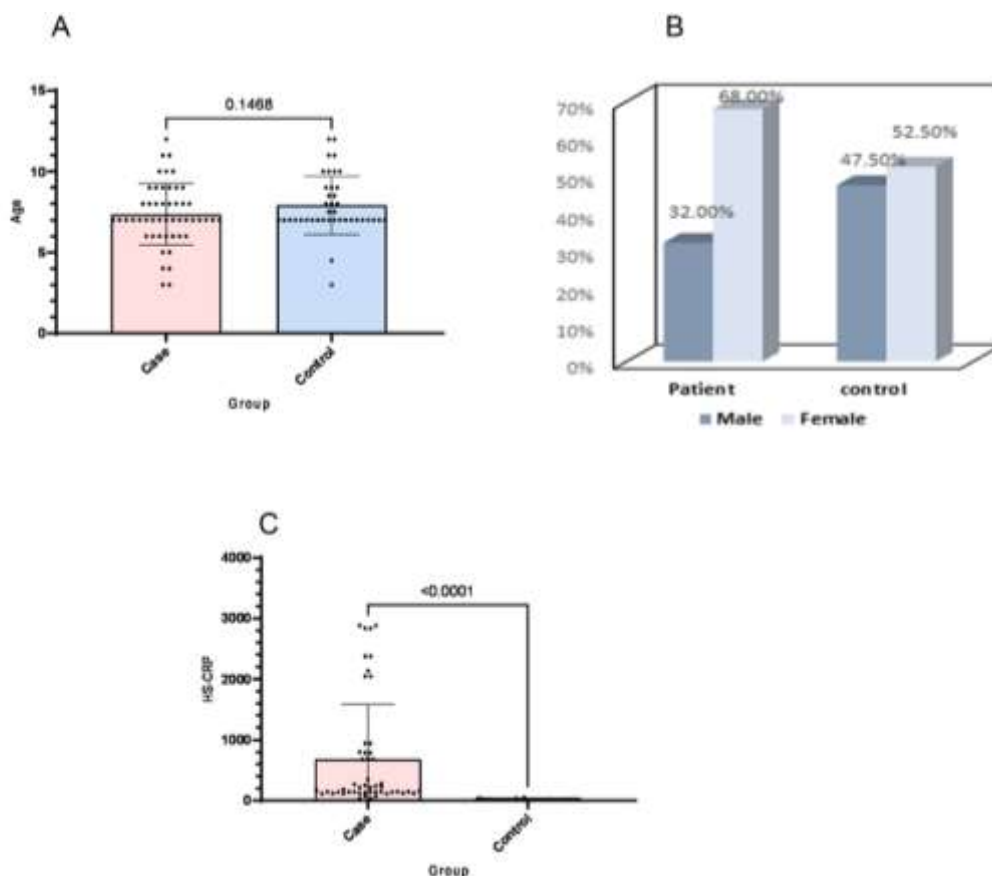 A
15
10
5
0
Age
0.1468
Case
Control
Group
B
70%
60%
50%
40%
30%
20%
10%
0%
32.00%
68.00%
47.50%
52.50%
Patient
control
Male Female
C
4000
3000
2000
1000
0
HS-CRP
<0.0001
Case
Control
Group